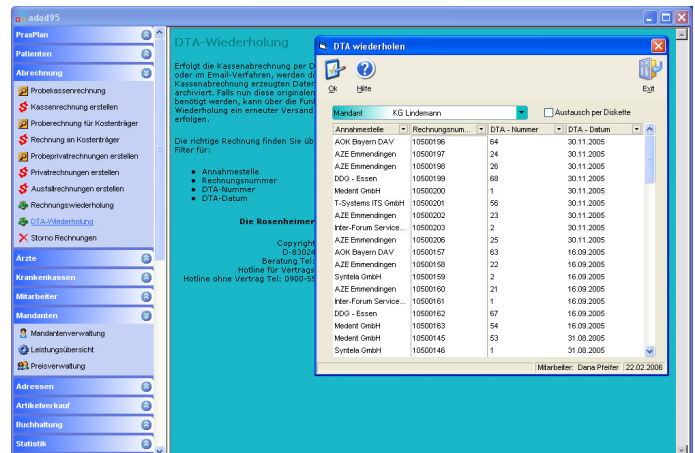 adad95
PraxPlan
Patienten
Abrechnung
Probekassenrechnung
Kassenrechnung erstellen
Proberechnung für Kostenträger
Rechnung an Kostenträger
Probeprivatrechnungen erstellen
Privatrechnungen erstellen
Ausfallrechnungen erstellen
Rechnungswiederholung
DTA-Wiederholung
Storno Rechnungen
Ärzte
Krankenkassen
Mitarbeiter
Mandanten
Mandantenverwaltung
Leistungsübersicht
Preisverwaltung
Adressen
Artikelverkauf
Buchhaltung
Statistik
DTA-Wiederholung
Erfolgt die Kassenabrechnung per D
oder im Email-Verfahren, werden di
Kassenabrechnung erzeugten Daten
archiviert. Falls nun diese originalen
benötigt werden, kann über die Funk
Wiederholung ein erneuter Versand
erfolgen.
Die richtige Rechnung finden Sie üb
Filter für:
Annahmestelle
Rechnungsnummer
DTA-Nummer
DTA-Datum
Die Rosenheimer
Copyright
D-83024
Beratung Tel:
Hotline für Vertrags
Hotline ohne Vertrag Tel: 0900-55
DTA wiederholen
Ok Hilfe Exit
Mandant KG Lindemann Austausch per Diskette
Annahmestelle Rechnungsnum... DTA - Nummer DTA - Datum
AOK Bayern DAV 10500196 64 30.11.2005
AZE Emmendingen 10500197 24 30.11.2005
AZE Emmendingen 10500198 26 30.11.2005
DDG - Essen 10500199 68 30.11.2005
Medent GmbH 10500200 1 30.11.2005
T-Systems ITS GmbH 10500201 56 30.11.2005
AZE Emmendingen 10500202 23 30.11.2005
Inter-Forum Service... 10500203 2 30.11.2005
AZE Emmendingen 10500206 25 30.11.2005
AOK Bayern DAV 10500157 63 16.09.2005
AZE Emmendingen 10500158 22 16.09.2005
Syntela GmbH 10500159 2 16.09.2005
AZE Emmendingen 10500160 21 16.09.2005
Inter-Forum Service... 10500161 1 16.09.2005
DDG - Essen 10500162 67 16.09.2005
Medent GmbH 10500163 54 16.09.2005
Medent GmbH 10500145 53 31.08.2005
Syntela GmbH 10500146 1 31.08.2005
Mitarbeiter: Dana Pfeifer 22.02.2006